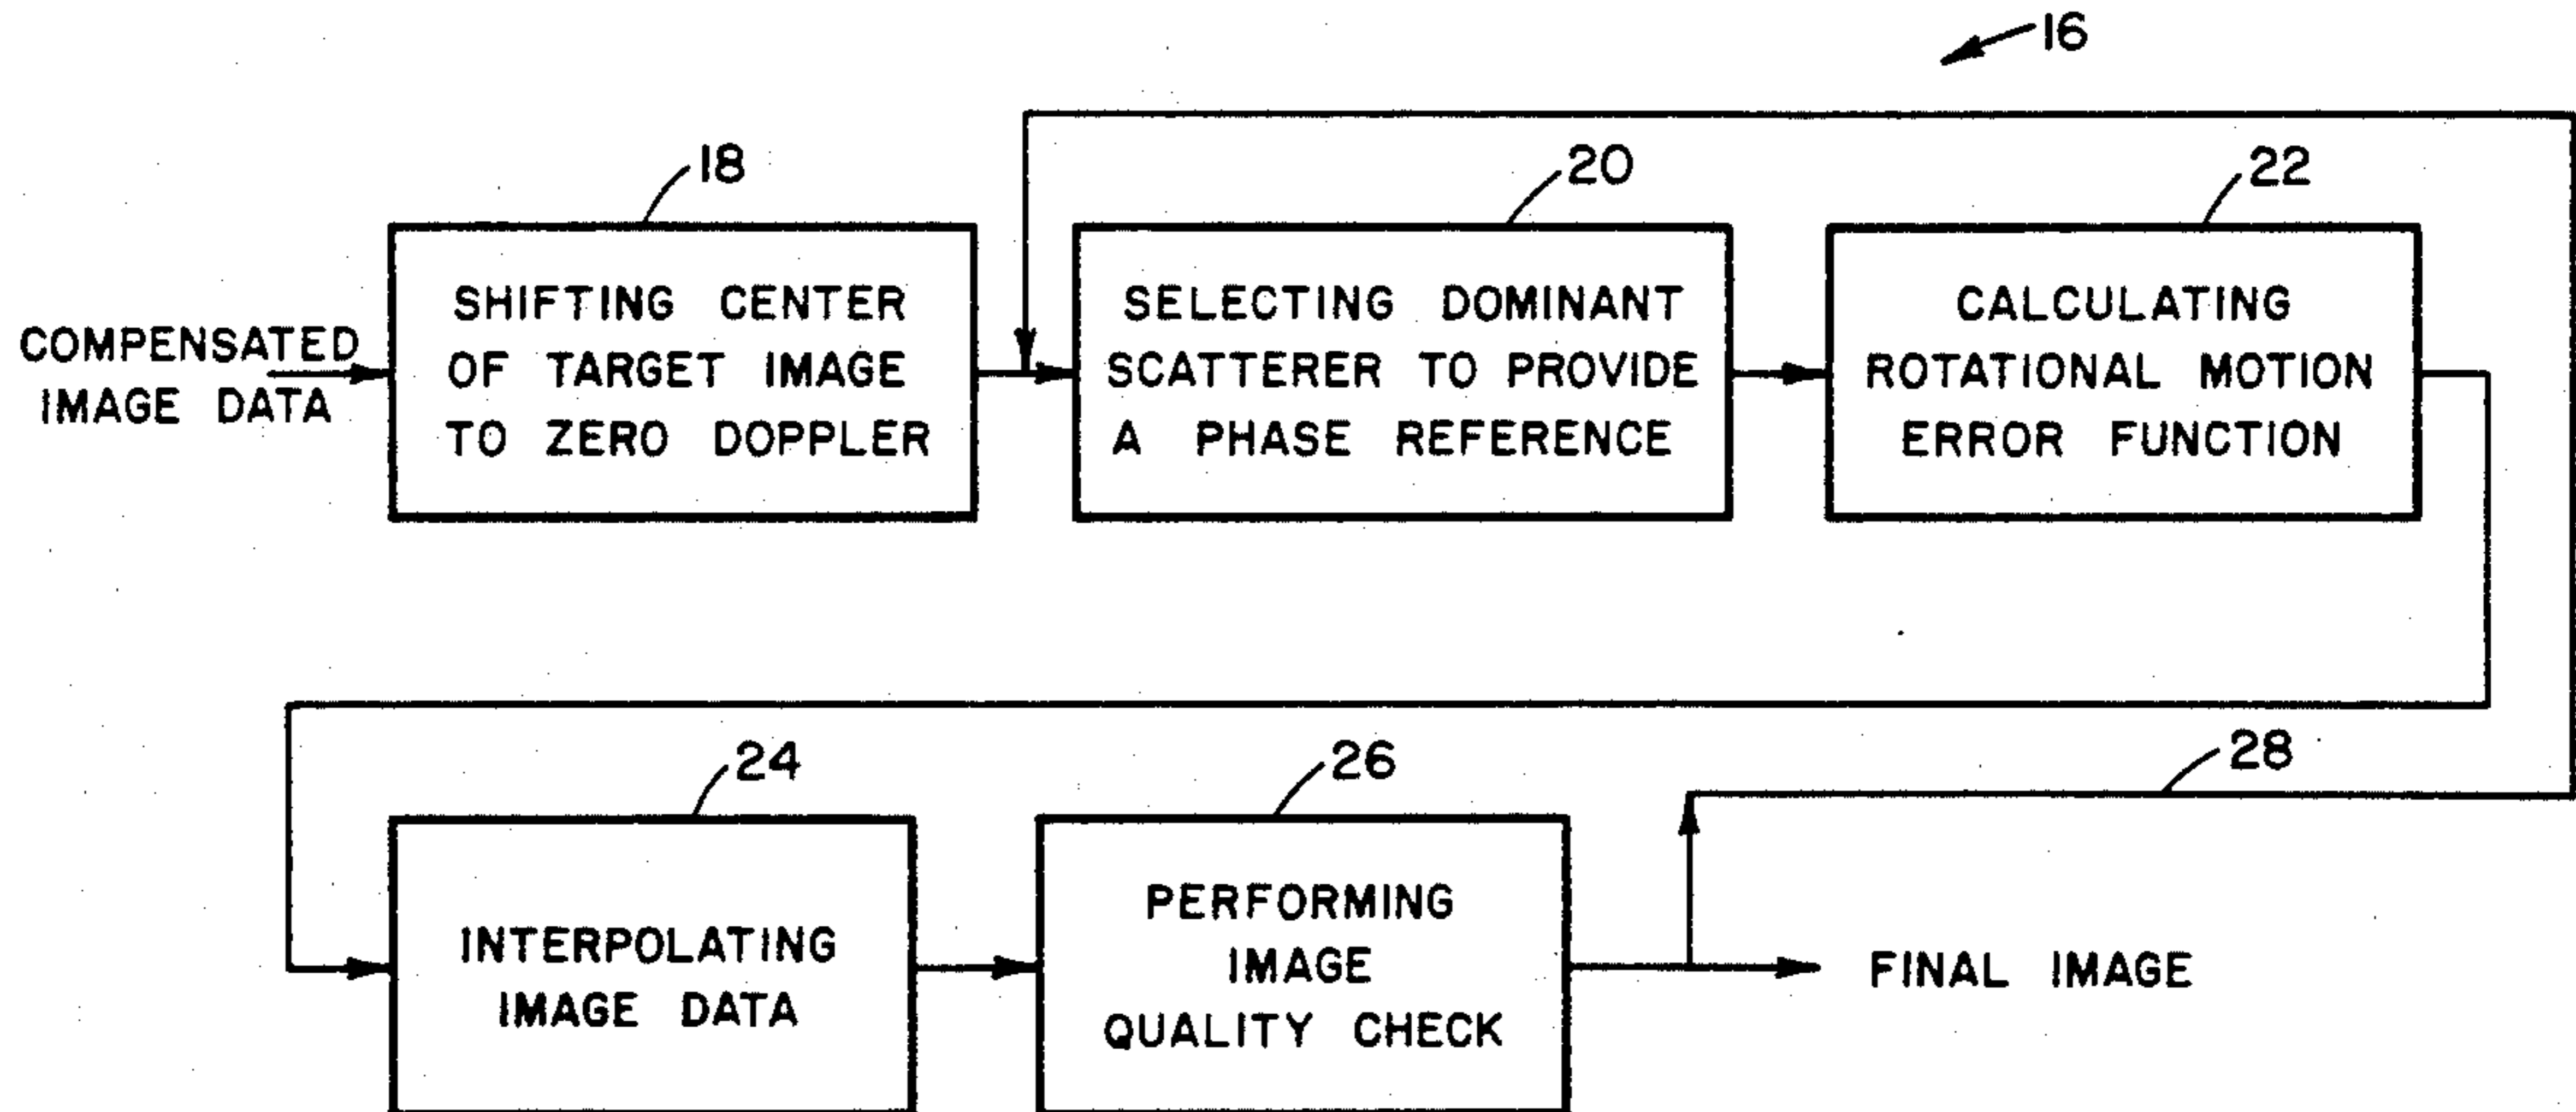 16
18
20
22
COMPENSATED
IMAGE DATA
SHIFTING CENTER
OF TARGET IMAGE
TO ZERO DOPPLER
SELECTING DOMINANT
SCATTERER TO PROVIDE
A PHASE REFERENCE
CALCULATING
ROTATIONAL MOTION
ERROR FUNCTION
24
26
28
INTERPOLATING
IMAGE DATA
PERFORMING
IMAGE
QUALITY CHECK
FINAL IMAGE